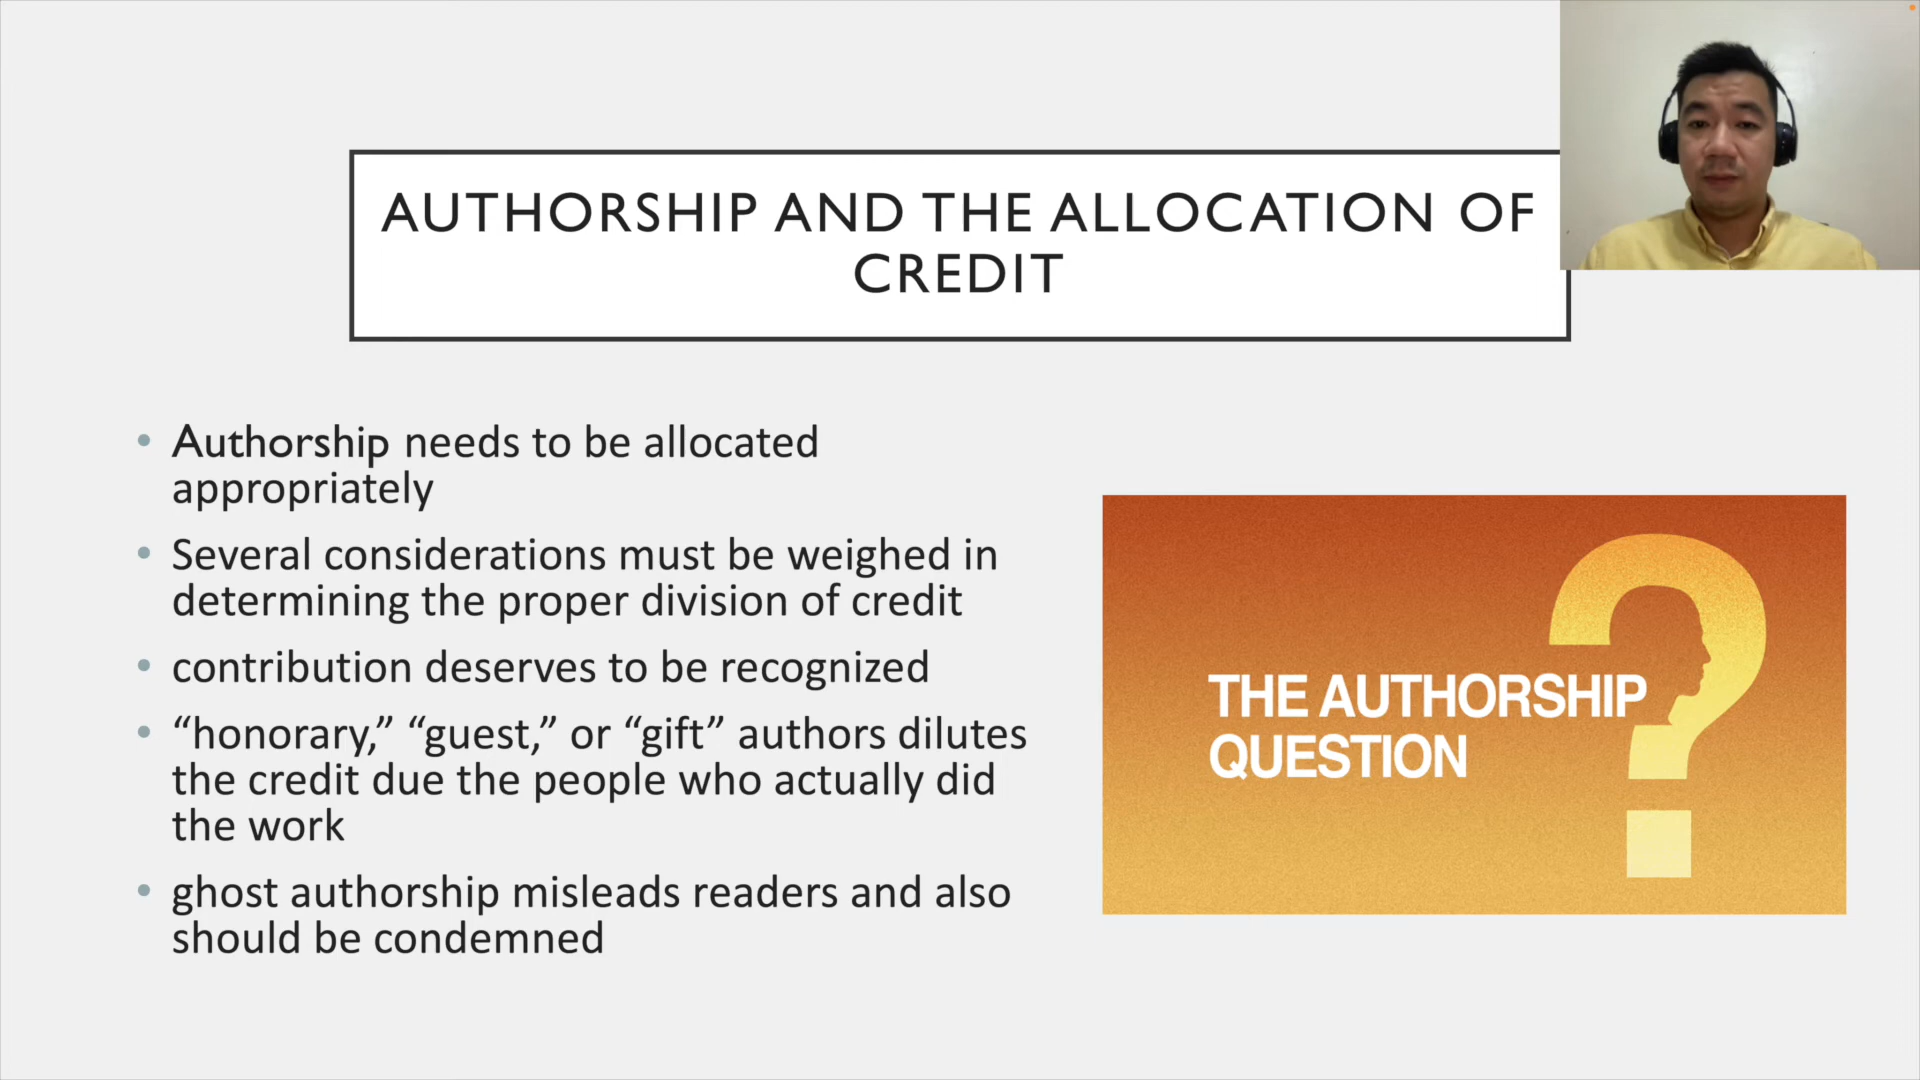 AUTHORSHIP AND THE ALLOCATION OF
CREDIT
• Authorship needs to be allocated
appropriately
• Several considerations must be weighed in
determining the proper division of credit
• contribution deserves to be recognized
• “honorary,” “guest,” or “gift” authors dilutes
the credit due the people who actually did
the work
• ghost authorship misleads readers and also
should be condemned
THE AUTHORSHIP
QUESTION
?